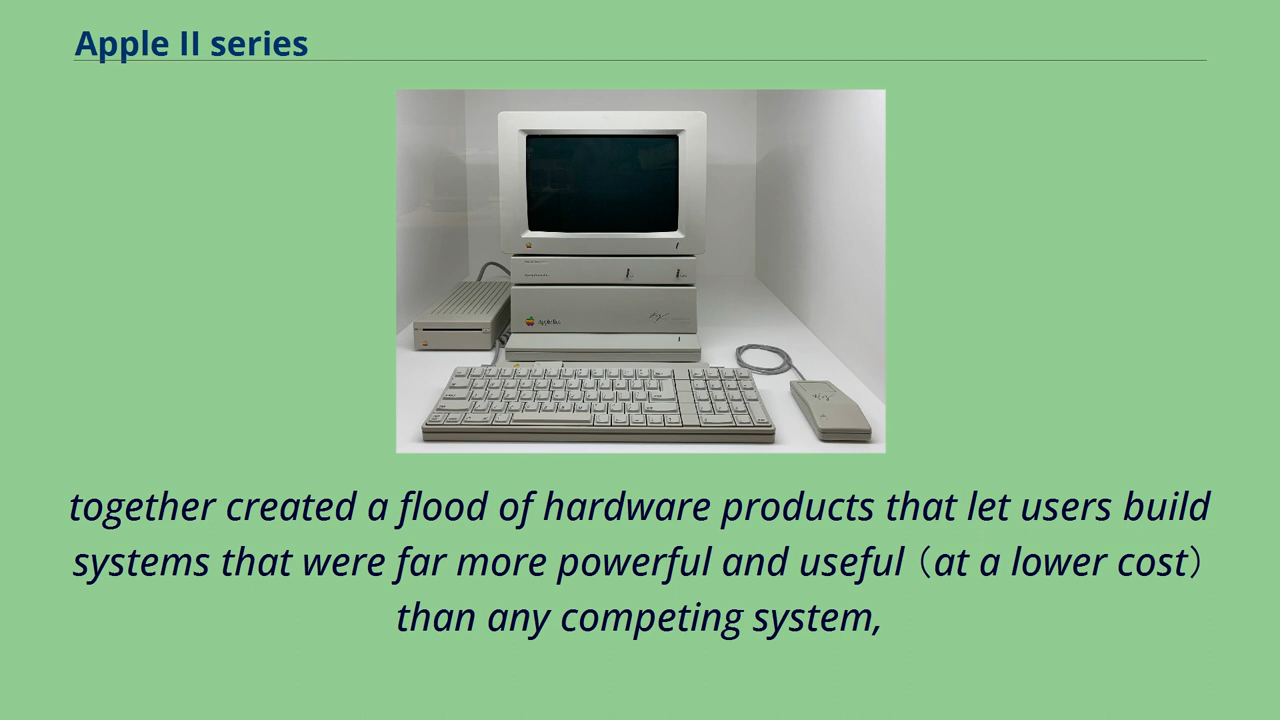 Apple II series
together created a flood of hardware products that let users build
systems that were far more powerful and useful（at a lower cost）
than any competing system,